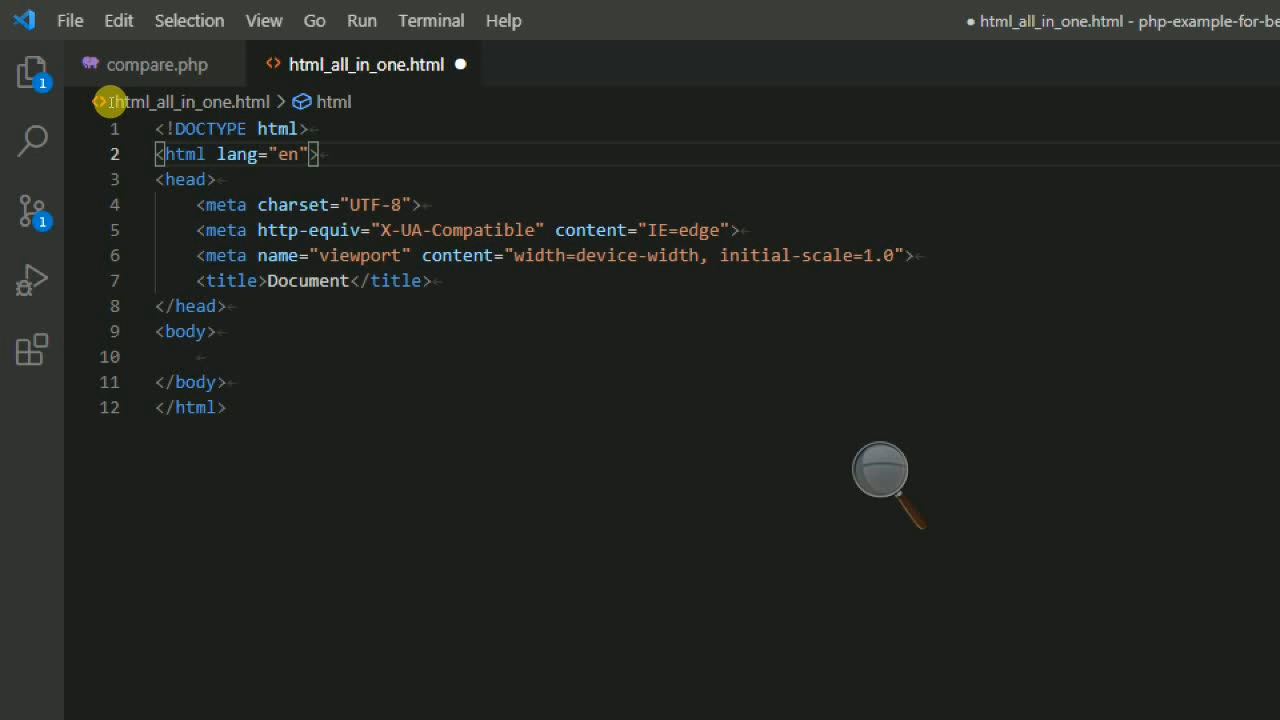 File Edit Selection View Go Run Terminal Help
● html_all_in_one.html - php-example-for-be
compare.php html_all_in_one.html
html_all_in_one.html > html
1 <!DOCTYPE html>
2 <html lang="en">
3 <head>
4 <meta charset="UTF-8">
5 <meta http-equiv="X-UA-Compatible" content="IE=edge">
6 <meta name="viewport" content="width=device-width, initial-scale=1.0">
7 <title>Document</title>
8 </head>
9 <body>
10
11 </body>
12 </html>
1
1